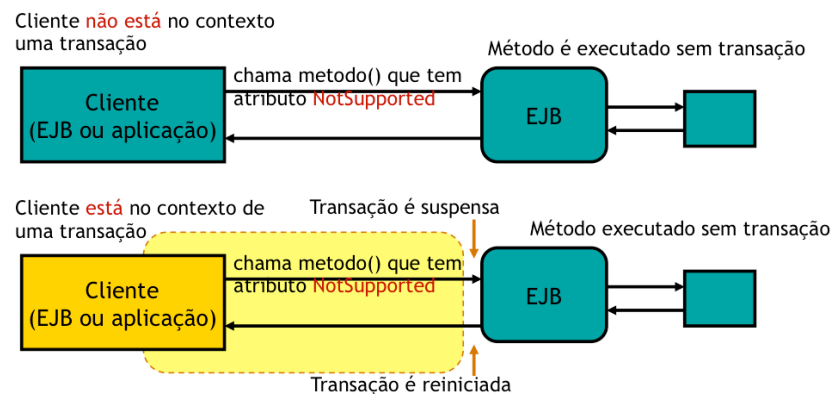 Cliente não está no contexto
uma transação
Método é executado sem transação
chama metodo() que tem
atributo NotSupported
Cliente
(EJB ou aplicação)
EJB
Cliente está no contexto de
uma transação
Transação é suspensa
Método executado sem transação
chama metodo() que tem
atributo NotSupported
Cliente
(EJB ou aplicação)
EJB
Transação é reiniciada